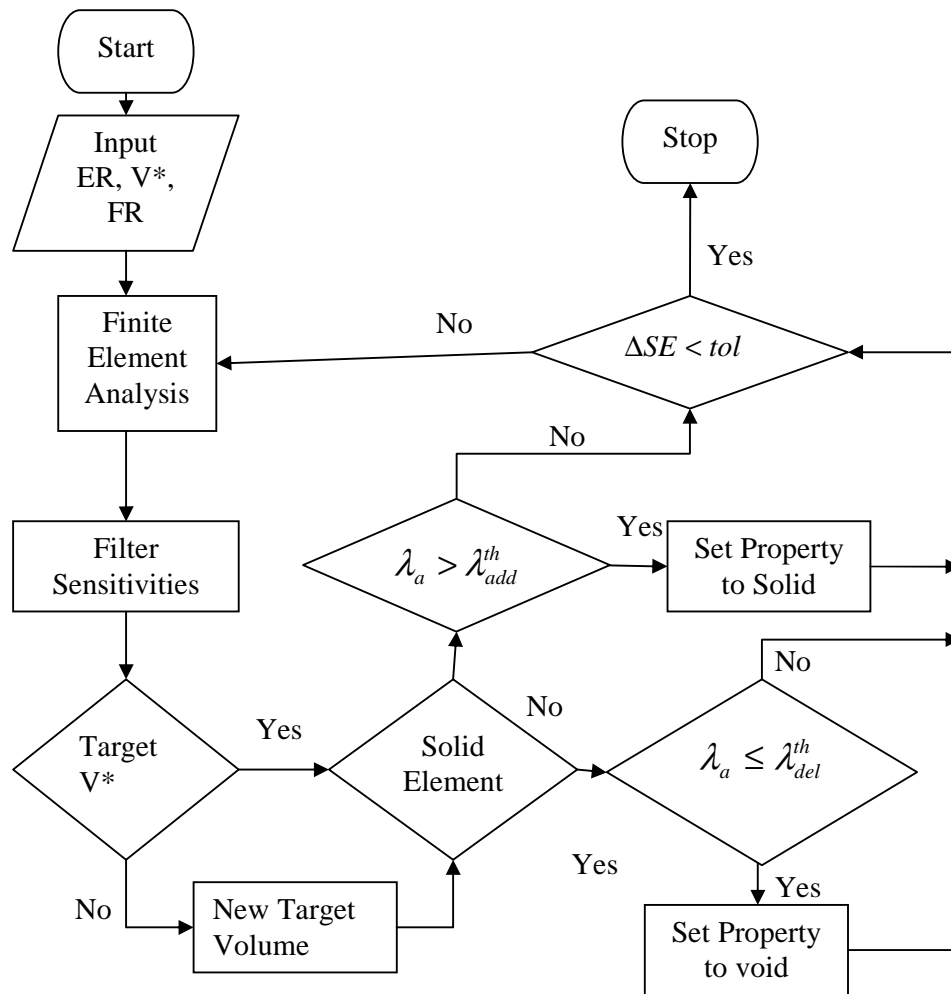 Start
Input
ER, V*,
FR
Finite
Element
Analysis
Filter
Sensitivities
Target
V*
Yes
No
New Target
Volume
Solid
Element
No
Yes
λ_a > λ_add^th
No
Yes
Set Property
to Solid
λ_a ≤ λ_del^th
No
Yes
Set Property
to void
ΔSE < tol
No
Yes
Stop